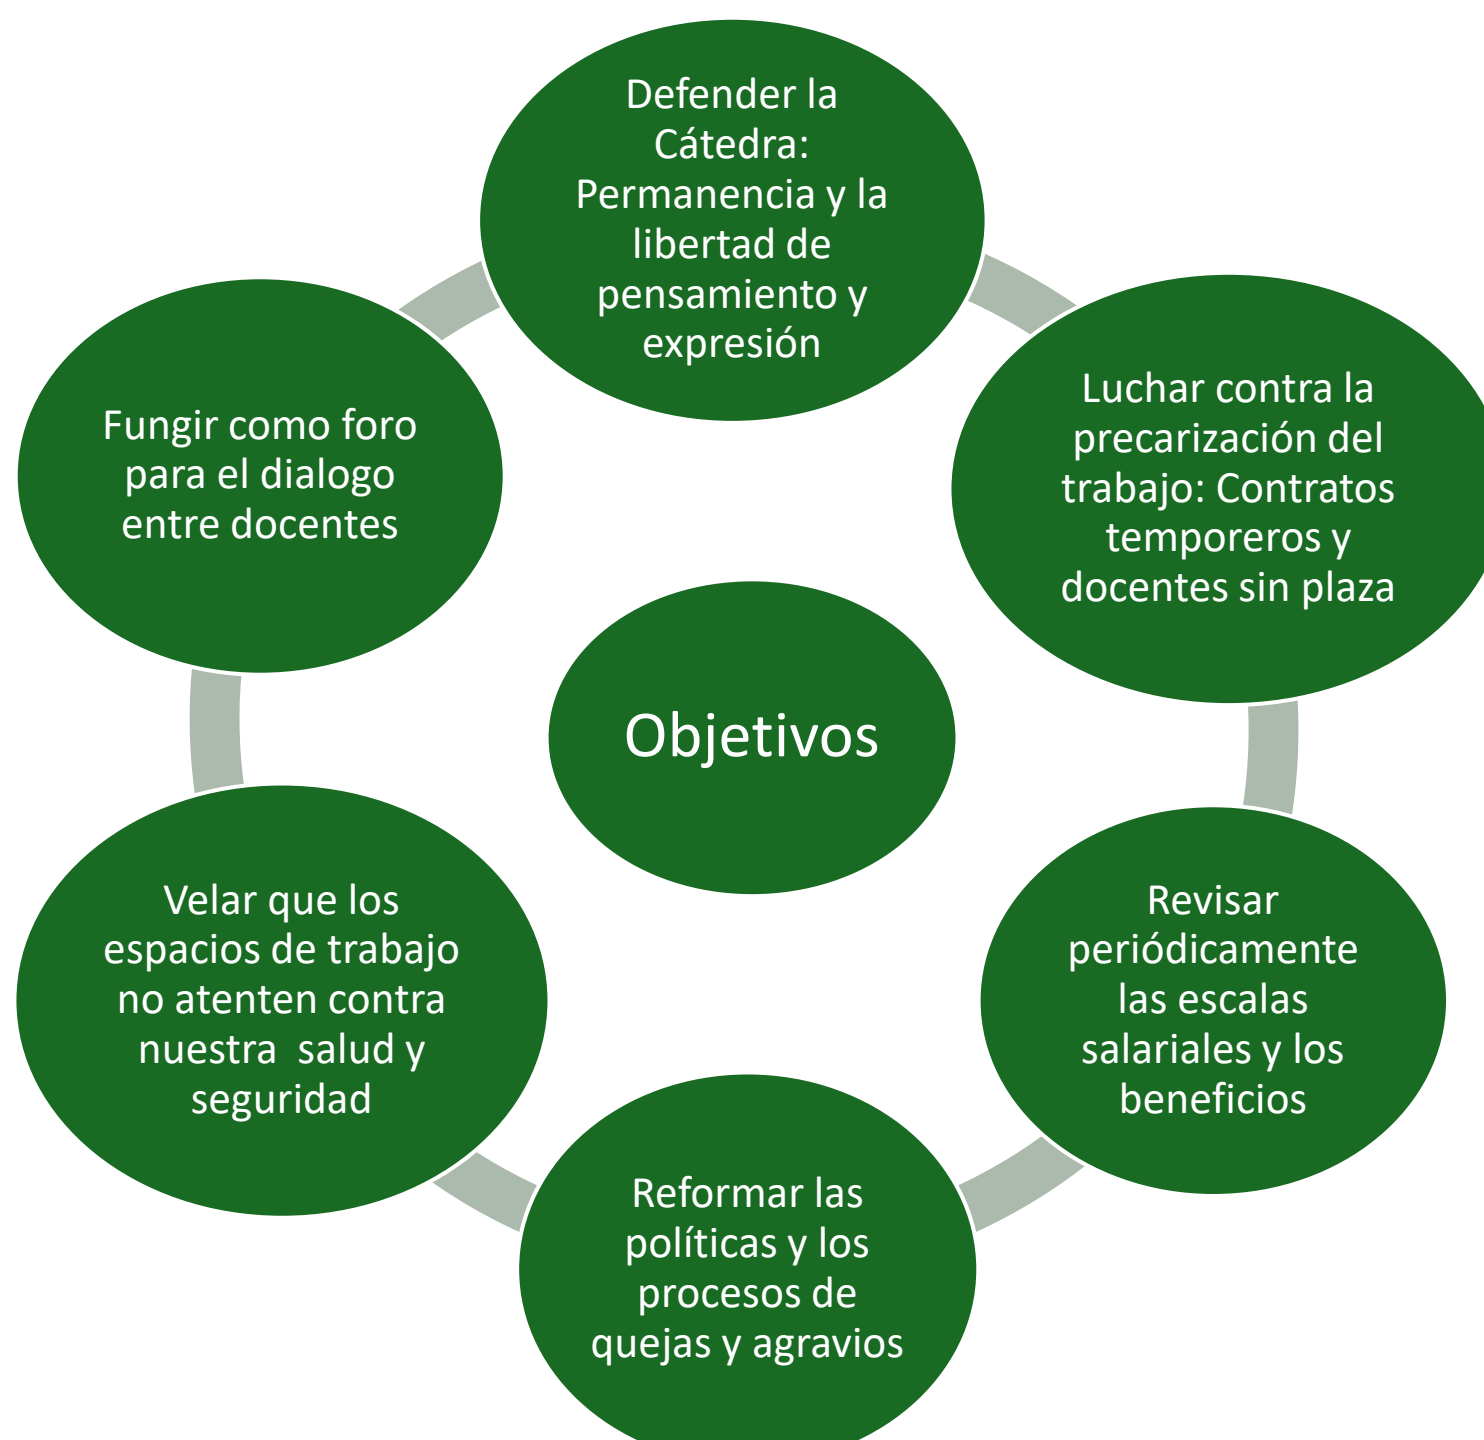 Defender la
Cátedra:
Permanencia y la
libertad de
pensamiento y
expresión
Luchar contra la
precarización del
trabajo: Contratos
temporeros y
docentes sin plaza
Revisar
periódicamente
las escalas
salariales y los
beneficios
Reformar las
políticas y los
procesos de
quejas y agravios
Velar que los
espacios de trabajo
no atenten contra
nuestra  salud y
seguridad
Fungir como foro
para el dialogo
entre docentes
Objetivos